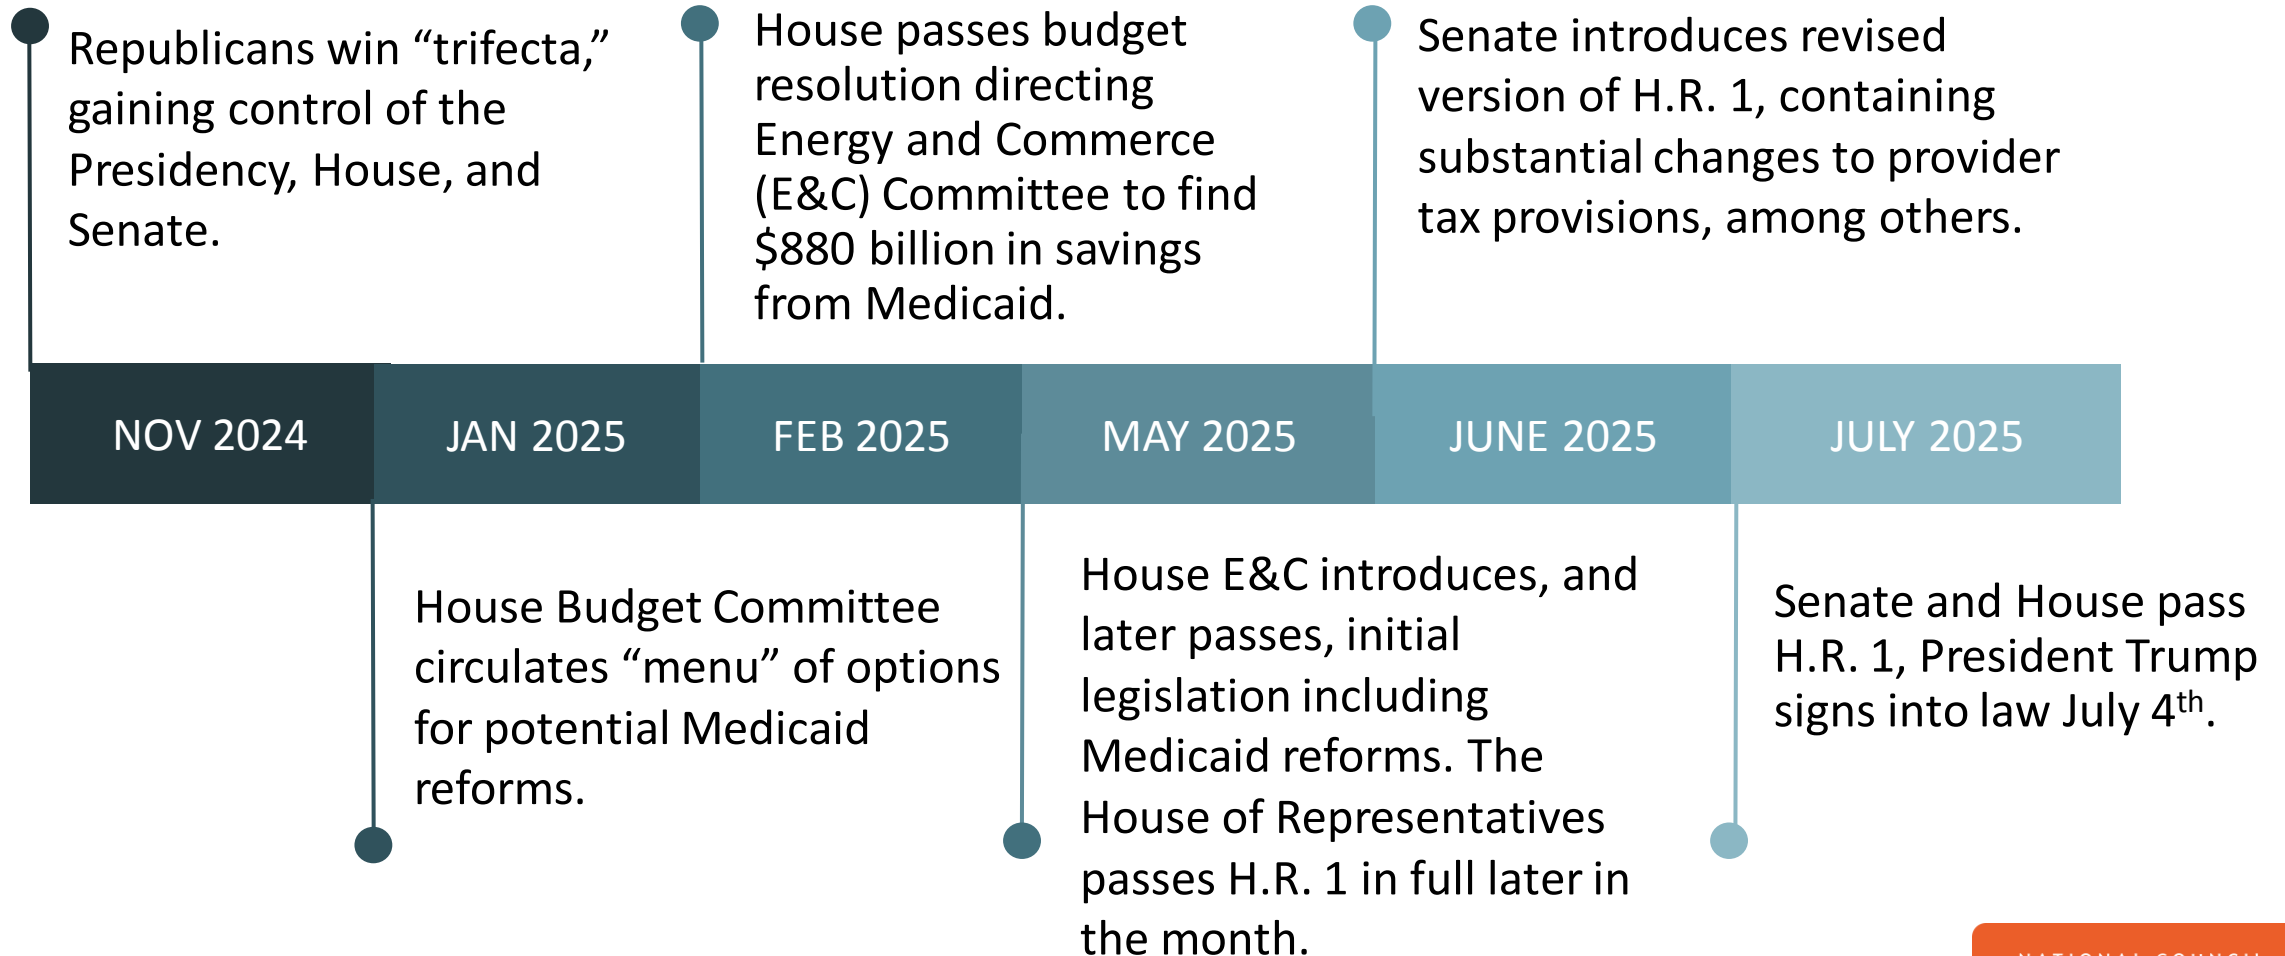 Republicans win “trifecta,”
gaining control of the
Presidency, House, and
Senate.
House passes budget
resolution directing
Energy and Commerce
(E&C) Committee to find
$880 billion in savings
from Medicaid.
Senate introduces revised
version of H.R. 1, containing
substantial changes to provider
tax provisions, among others.
NOV 2024
JAN 2025
FEB 2025
MAY 2025
JUNE 2025
JULY 2025
House Budget Committee
circulates “menu” of options
for potential Medicaid
reforms.
House E&C introduces, and
later passes, initial
legislation including
Medicaid reforms. The
House of Representatives
passes H.R. 1 in full later in
the month.
Senate and House pass
H.R. 1, President Trump
signs into law July 4th.
NATIONAL COUNCIL